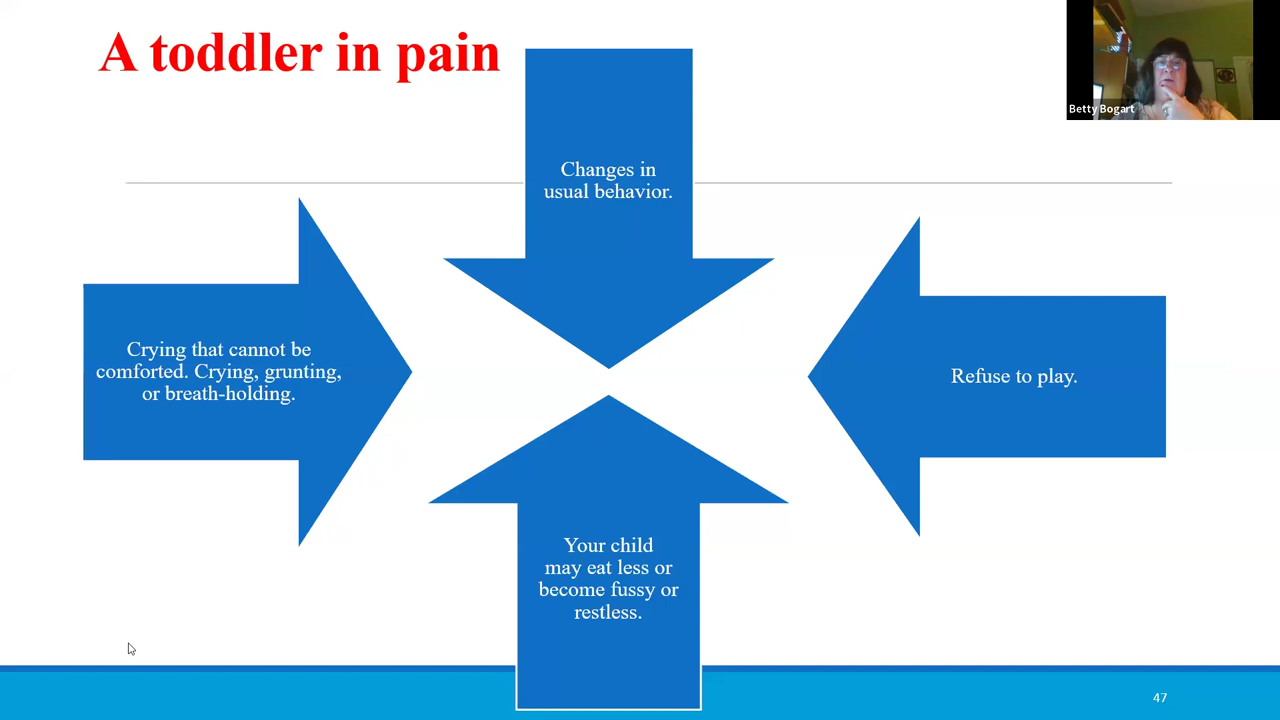 A toddler in pain
Betty Bogart
Changes in
usual behavior.
Crying that cannot be
comforted. Crying, grunting,
or breath-holding.
Refuse to play.
Your child
may eat less or
become fussy or
restless.
47